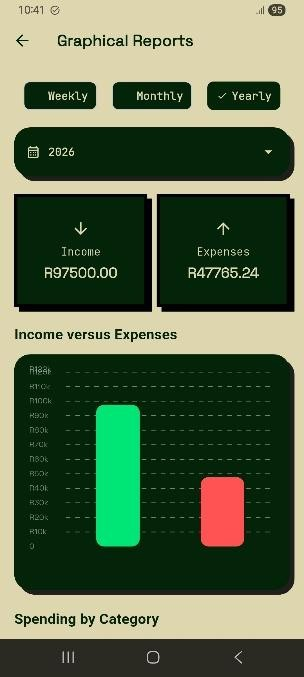 10:41
95
Graphical Reports
Weekly
Monthly
Yearly
2026
Income
R97500.00
Expenses
R47765.24
Income versus Expenses
R110k
R100k
R90k
R80k
R70k
R60k
R50k
R40k
R30k
R20k
R10k
0
Spending by Category